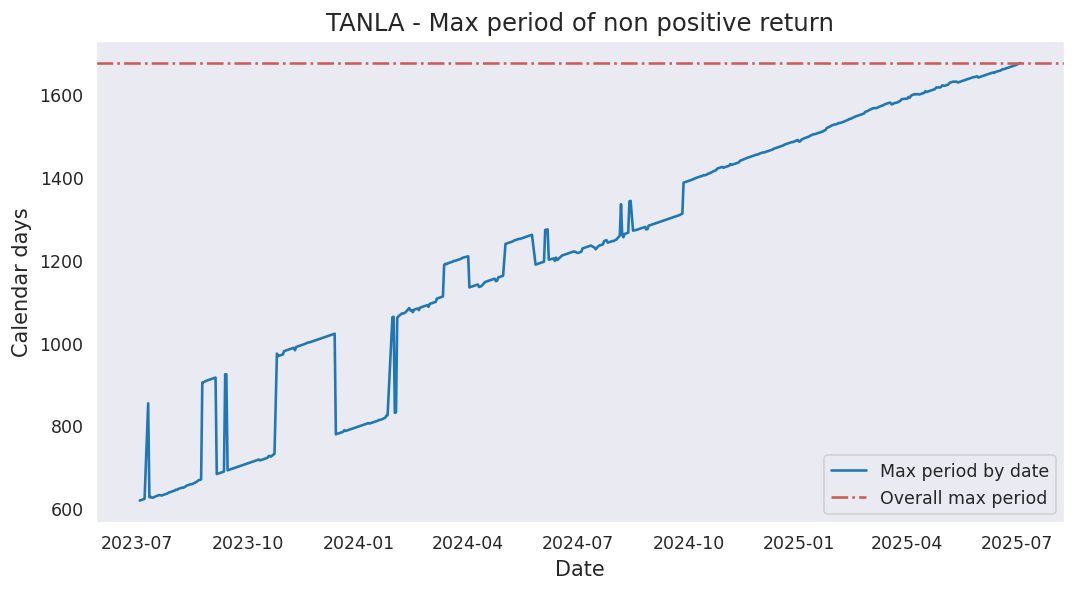 TANLA - Max period of non positive return
Calendar days
1600
1400
1200
1000
800
600
Max period by date
Overall max period
2023-07 2023-10 2024-01 2024-04 2024-07 2024-10 2025-01 2025-04 2025-07
Date